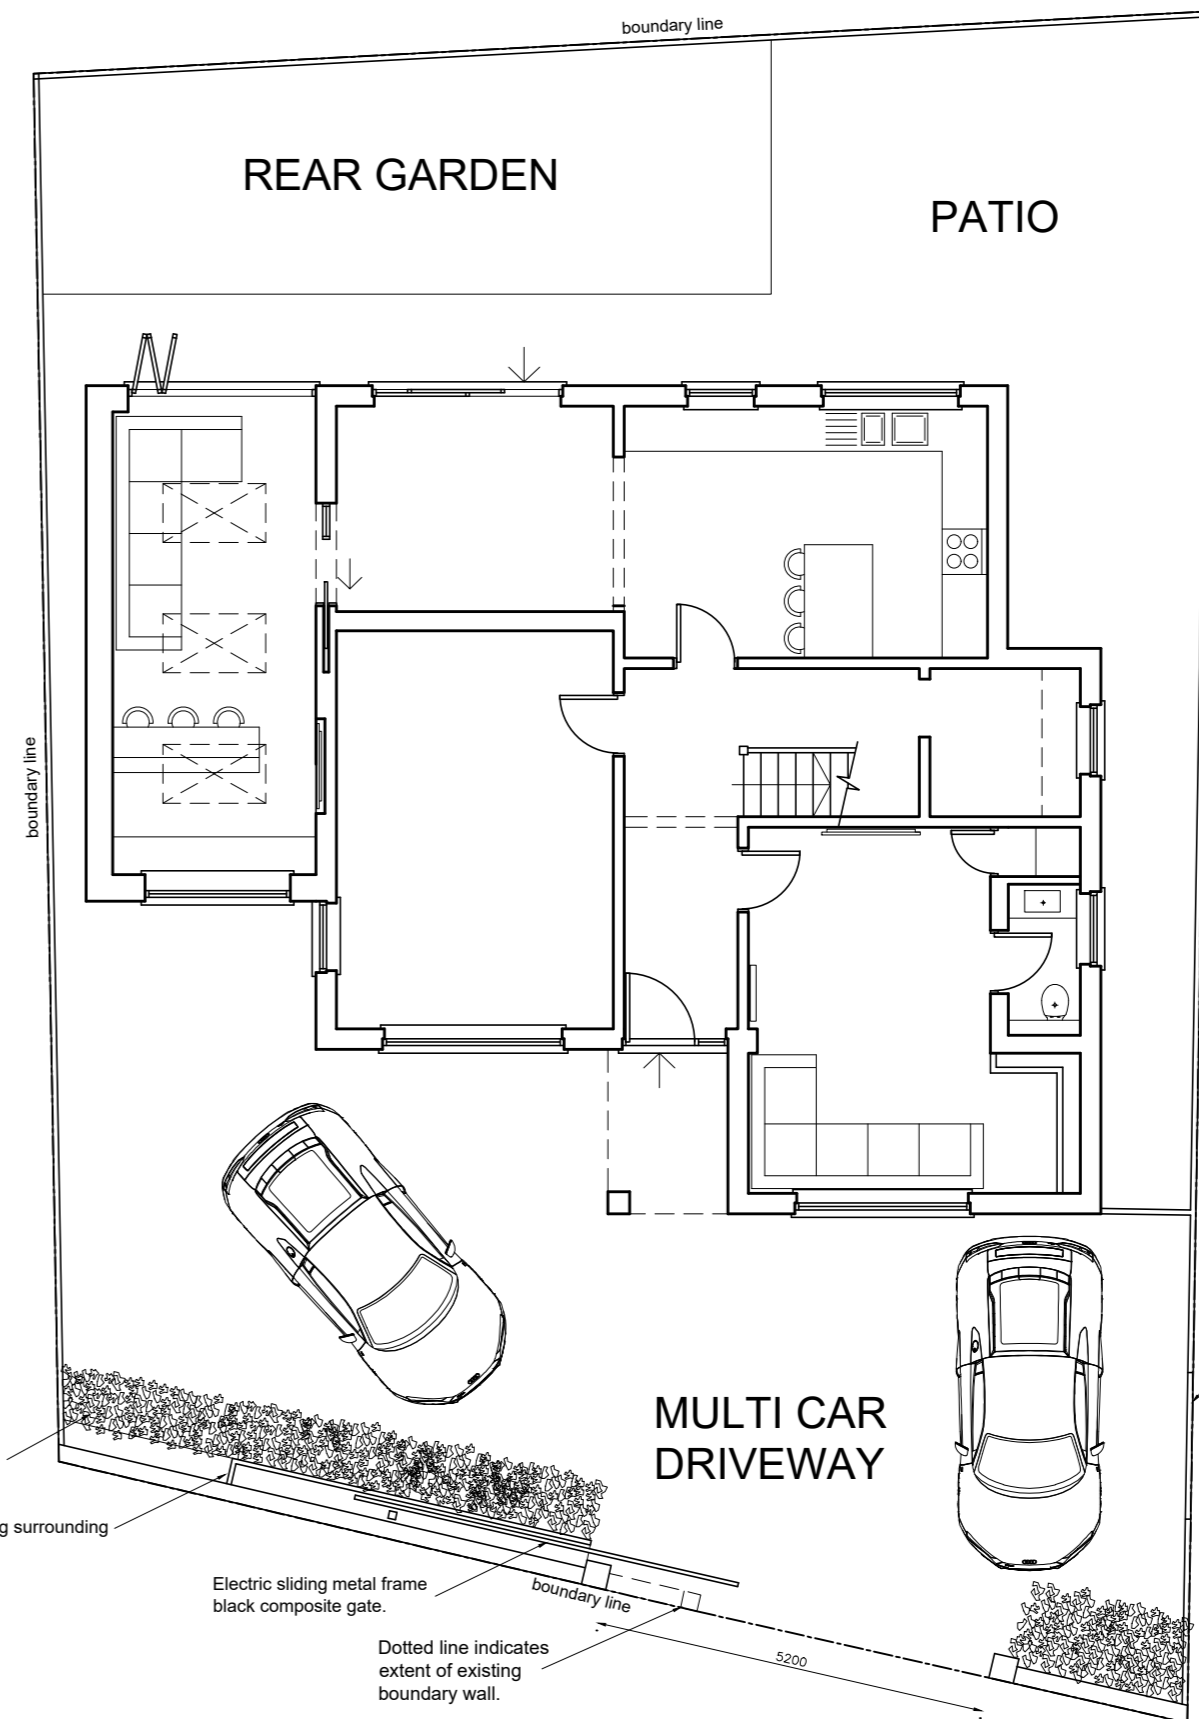 boundary line
REAR GARDEN
PATIO
boundary line
MULTI CAR
DRIVEWAY
surrounding
Electric sliding metal frame
black composite gate.
boundary line
Dotted line indicates
extent of existing
boundary wall.
5200